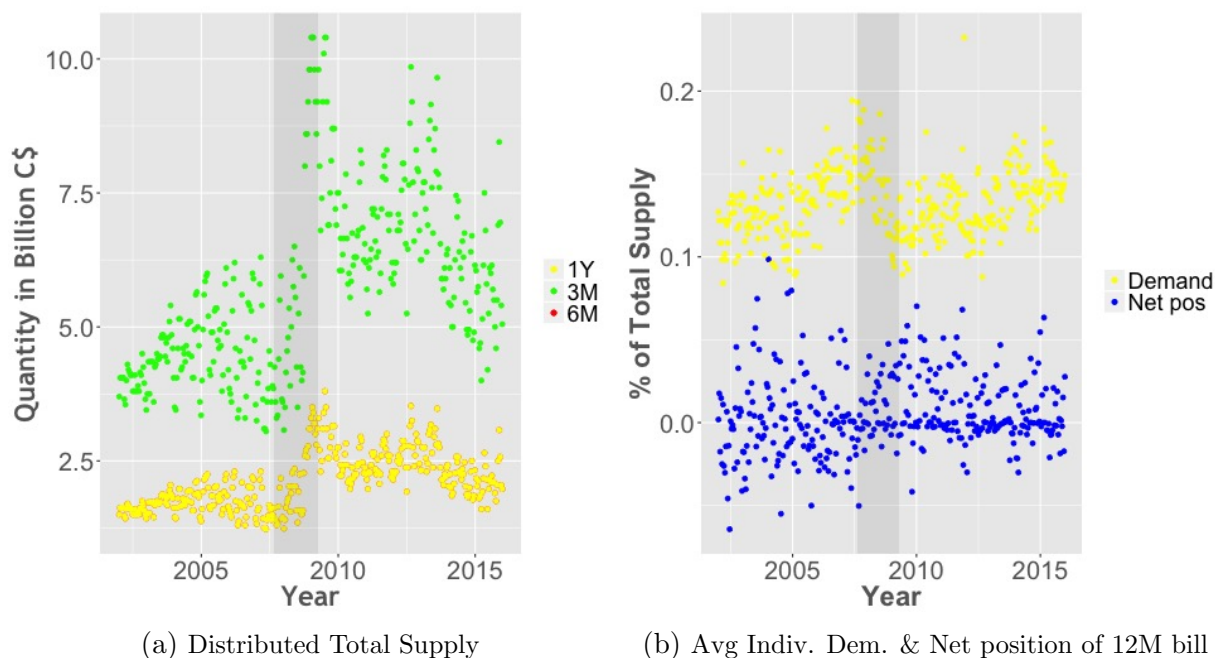 Quantity in Billion C$
10.0
7.5
5.0
2.5
2005
2010
2015
Year
1Y
3M
6M
(a) Distributed Total Supply
% of Total Supply
0.2
0.1
0.0
2005
2010
2015
Year
Demand
Net pos
(b) Avg Indiv. Dem. & Net position of 12M bill